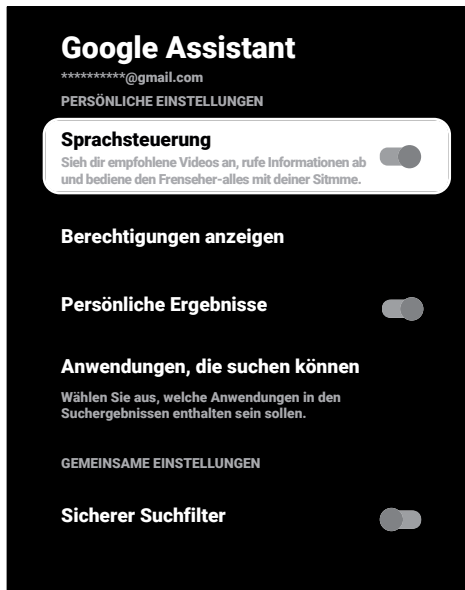 Google Assistant
**********@gmail.com
PERSÖNLICHE EINSTELLUNGEN
Sprachsteuerung
Sieh dir empfohlene Videos an, rufe Informationen ab
und bediene den Frenseher-alles mit deiner Sitmme.
Berechtigungen anzeigen
Persönliche Ergebnisse
Anwendungen, die suchen können
Wählen Sie aus, welche Anwendungen in den
Suchergebnissen enthalten sein sollen.
GEMEINSAME EINSTELLUNGEN
Sicherer Suchfilter